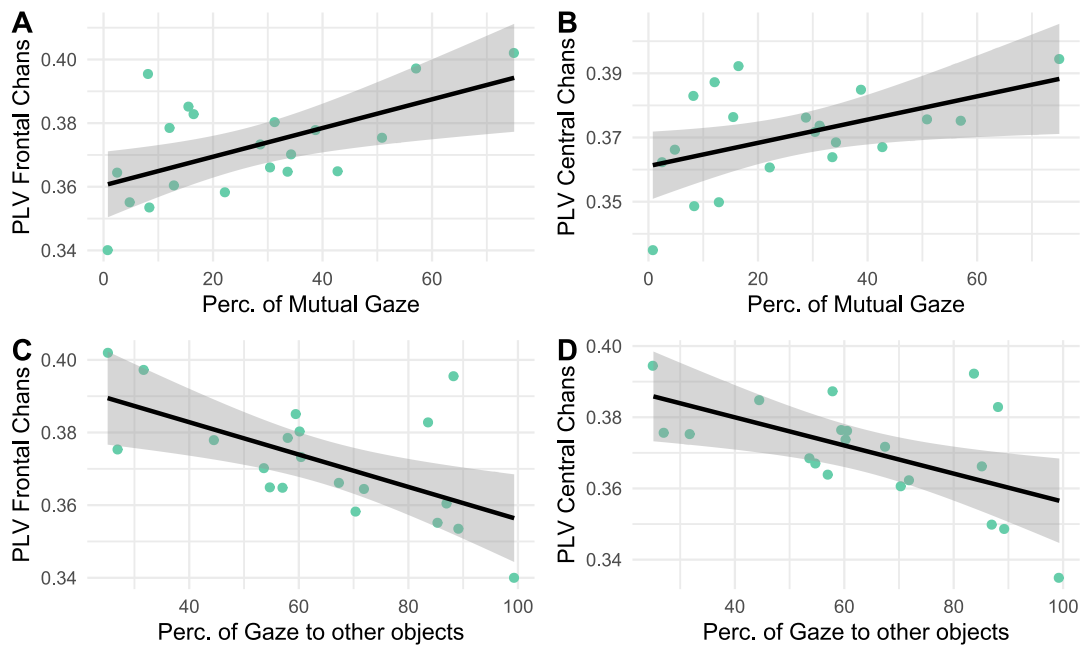 A
PLV Frontal Chans
0.40
0.38
0.36
0.34
0 20 40 60
Perc. of Mutual Gaze
B
PLV Central Chans
0.39
0.37
0.35
0 20 40 60
Perc. of Mutual Gaze
C
PLV Frontal Chans
0.40
0.38
0.36
0.34
40 60 80 100
Perc. of Gaze to other objects
D
PLV Central Chans
0.40
0.38
0.36
0.34
40 60 80 100
Perc. of Gaze to other objects